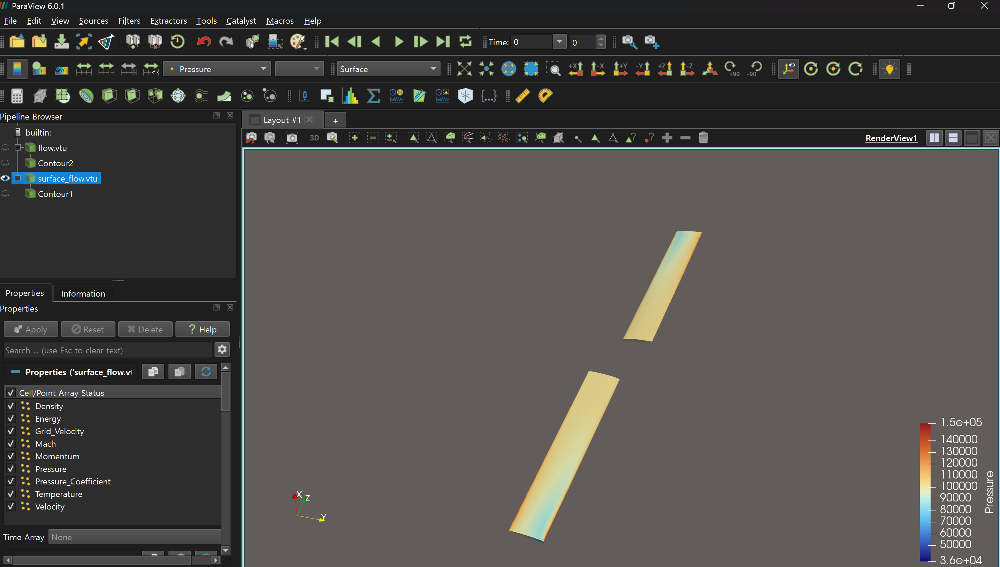 ParaView 6.0.1
File Edit View Sources Filters Extractors Tools Catalyst Macros Help
Time: 0 0
Pressure Surface +X -X +Y -Y +Z -Z +90 -90
Pipeline Browser
Layout #1 +
builtin:
3D RenderView1
flow.vtu
Contour2
surface_flow.vtu
Contour1
Properties Information
Properties
Apply Reset Delete ? Help
Search ... (use Esc to clear text)
Properties ('surface_flow.vt
Cell/Point Array Status
Density
Energy
Grid_Velocity
Mach
Momentum
Pressure
Pressure_Coefficient
Temperature
Velocity
Time Array None
X
Z
Y
1.5e+05
140000
130000
120000
110000
100000
90000
80000
70000
60000
50000
3.6e+04
Pressure